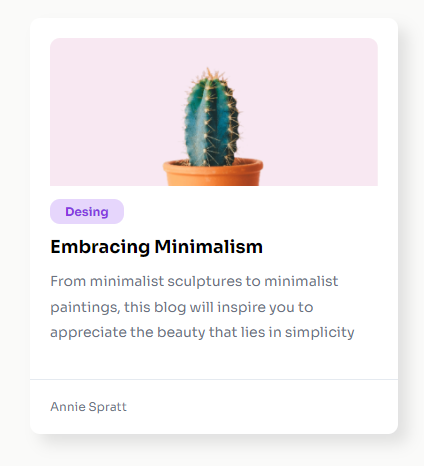 Desing
Embracing Minimalism
From minimalist sculptures to minimalist
paintings, this blog will inspire you to
appreciate the beauty that lies in simplicity
Annie Spratt